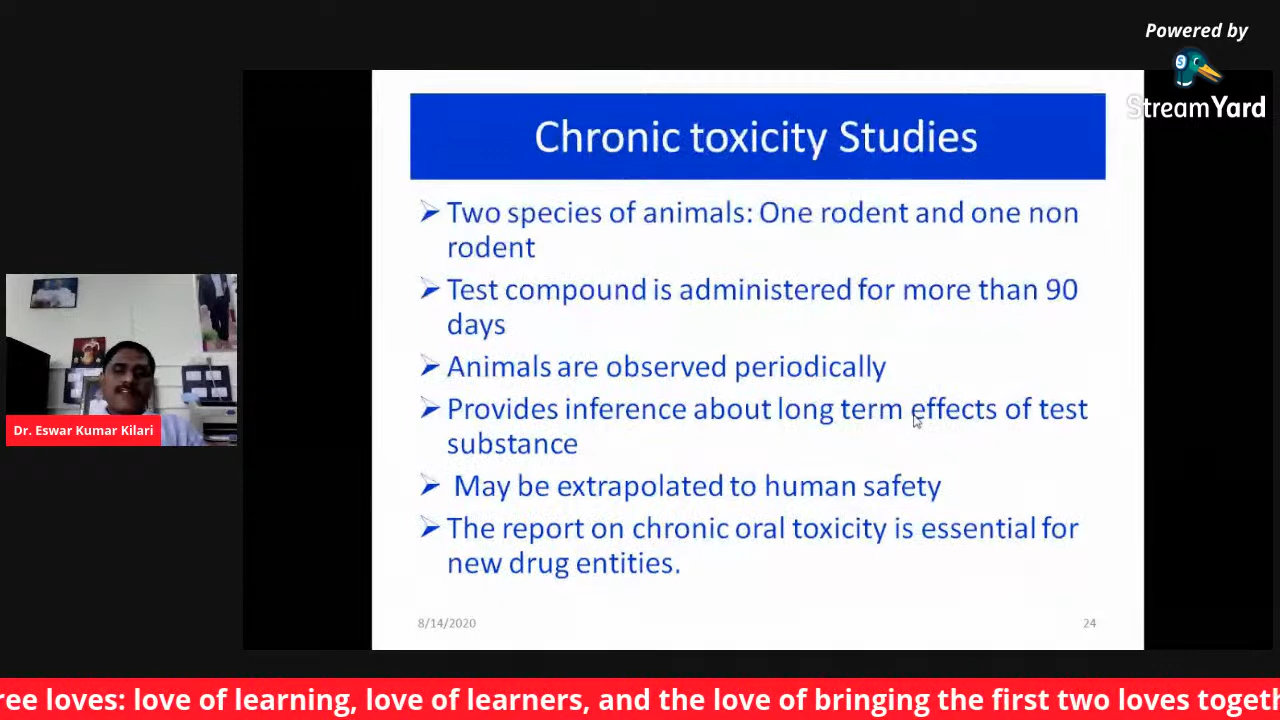 Powered by
StreamYard
Chronic toxicity Studies
Two species of animals: One rodent and one non
rodent
Test compound is administered for more than 90
days
Animals are observed periodically
Provides inference about long term effects of test
substance
May be extrapolated to human safety
The report on chronic oral toxicity is essential for
new drug entities.
8/14/2020
24
Dr. Eswar Kumar Kilari
loves: love of learning, love of learners, and the love of bringing the first two loves